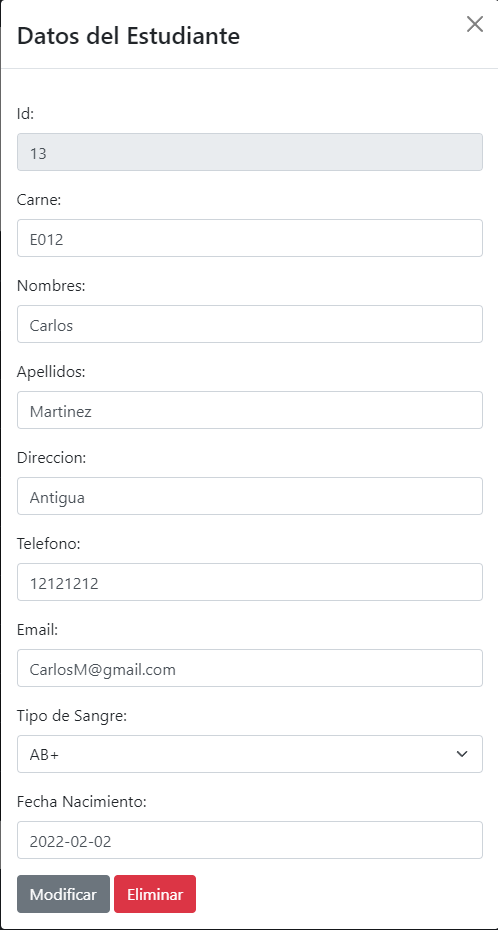 Datos del Estudiante
Id:
13
Carne:
E012
Nombres:
Carlos
Apellidos:
Martinez
Direccion:
Antigua
Telefono:
12121212
Email:
CarlosM@gmail.com
Tipo de Sangre:
AB+
Fecha Nacimiento:
2022-02-02
Modificar Eliminar